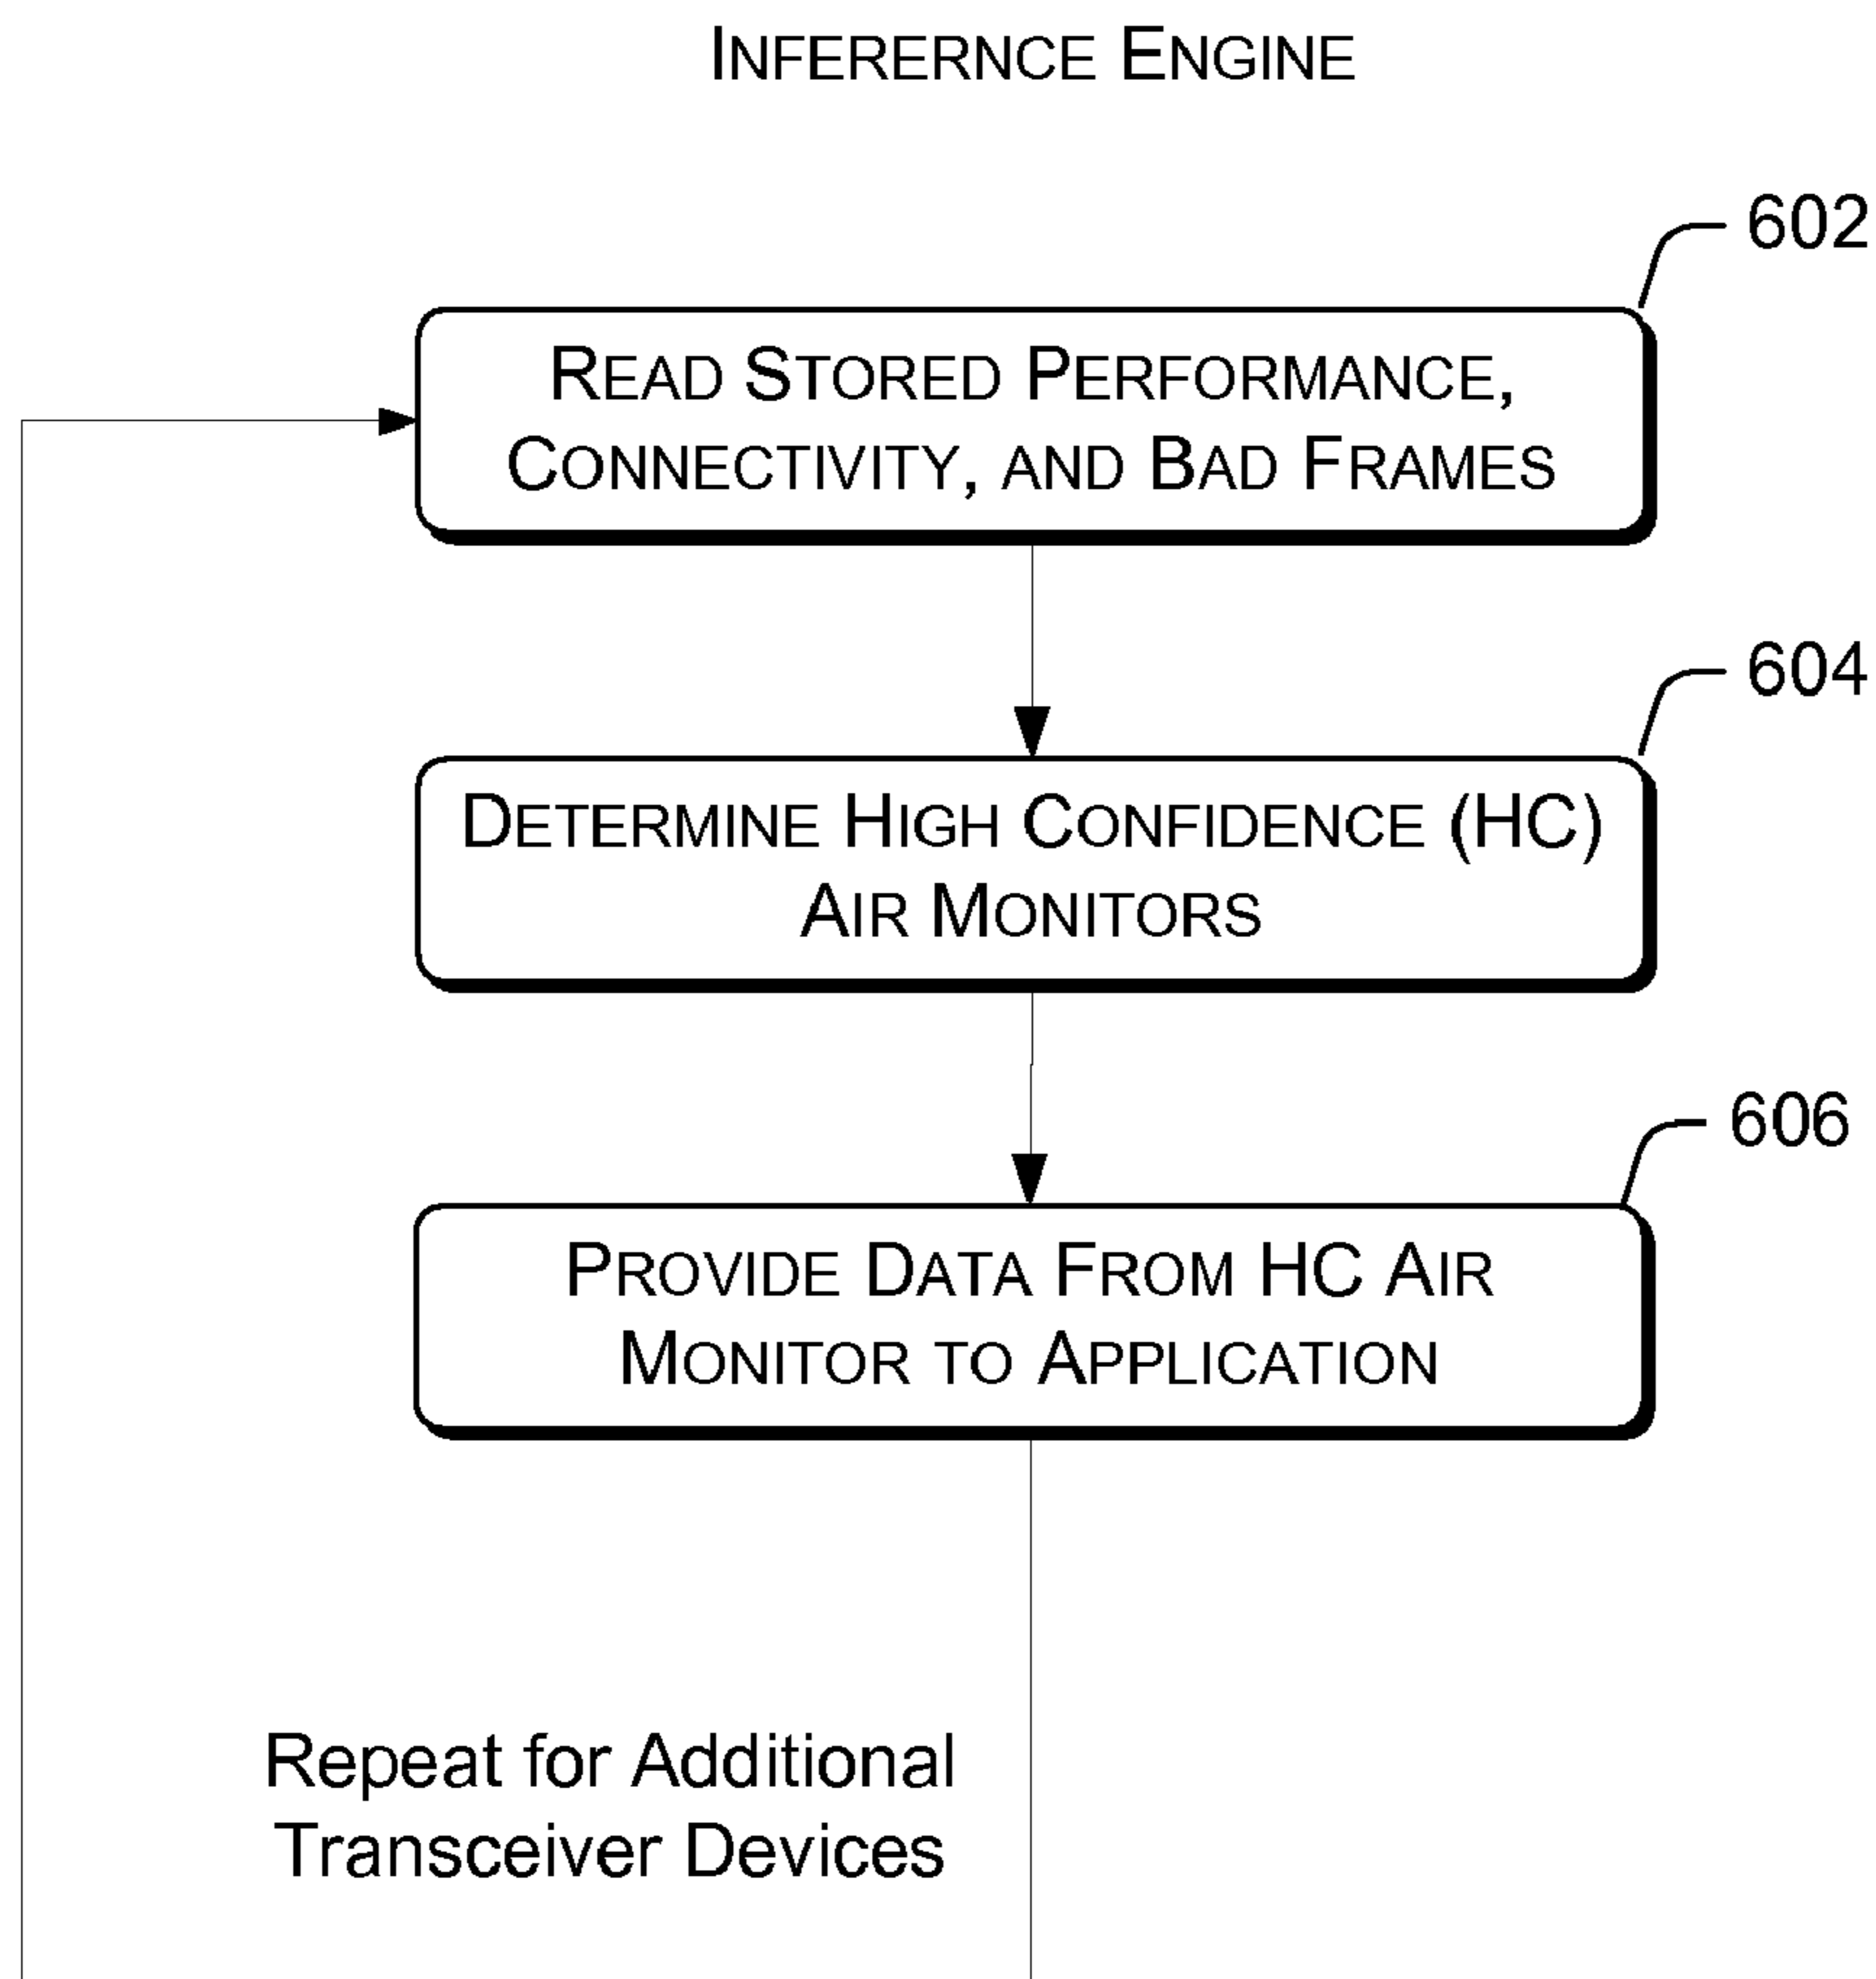 INFERERNCE ENGINE
602
READ STORED PERFORMANCE,
CONNECTIVITY, AND BAD FRAMES
604
DETERMINE HIGH CONFIDENCE (HC)
AIR MONITORS
606
PROVIDE DATA FROM HC AIR
MONITOR TO APPLICATION
Repeat for Additional
Transceiver Devices